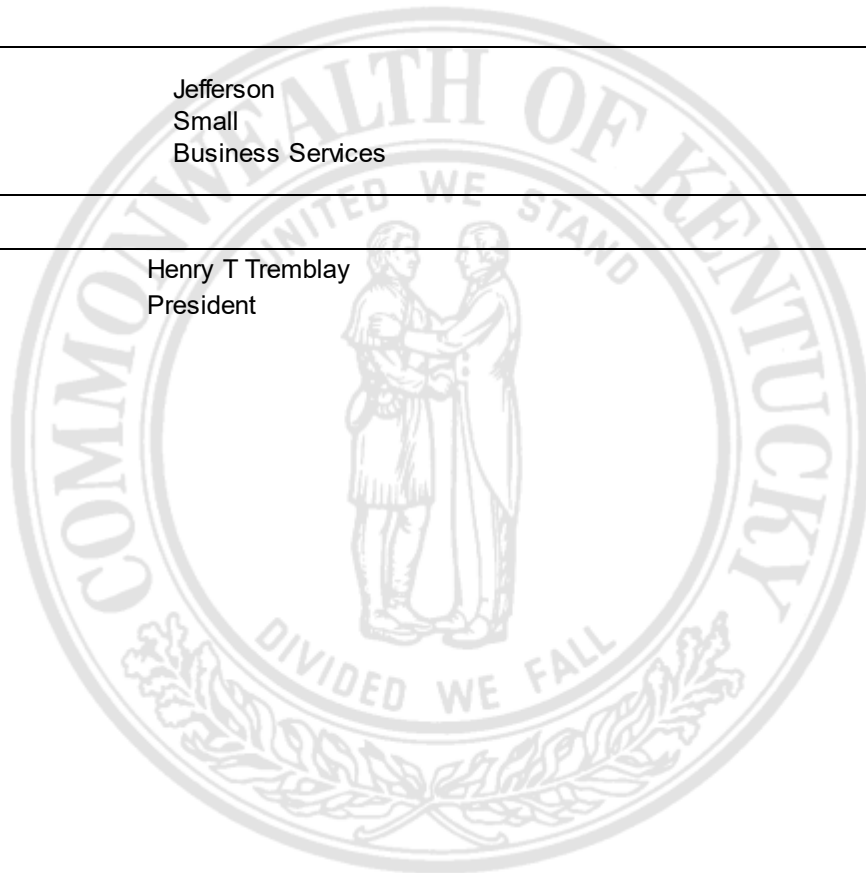 Jefferson
Small
Business Services
Henry T Tremblay
President
COMMONWEALTH OF KENTUCKY
UNITED WE STAND
DIVIDED WE FALL